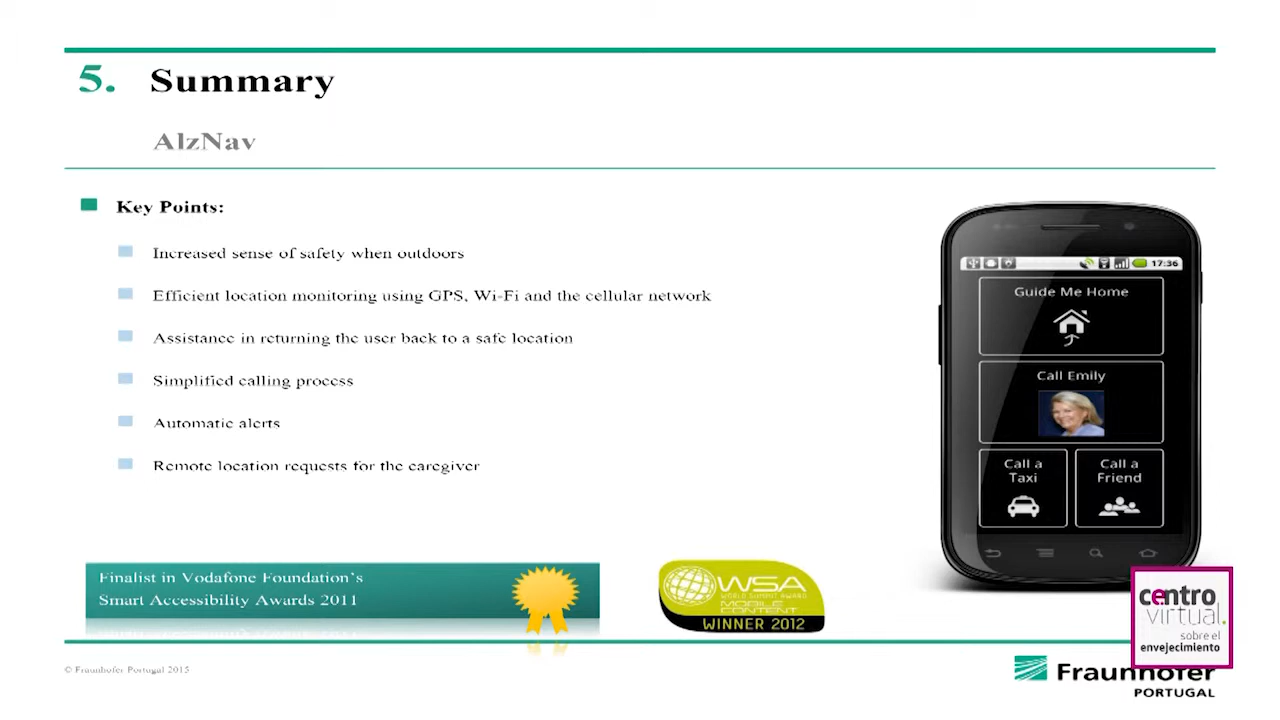 5. Summary
AlzNav
Key Points:
Increased sense of safety when outdoors
Efficient location monitoring using GPS, Wi-Fi and the cellular network
Assistance in returning the user back to a safe location
Simplified calling process
Automatic alerts
Remote location requests for the caregiver
17:36
Guide Me Home
Call Emily
Call a
Taxi
Call a
Friend
Finalist in Vodafone Foundation's
Smart Accessibility Awards 2011
WSA
WORLD SUMMIT AWARD
MOBILE
CONTENT
WINNER 2012
centro
virtual.
sobre el
envejecimiento
© Fraunhofer Portugal 2015
Fraunhofer
PORTUGAL